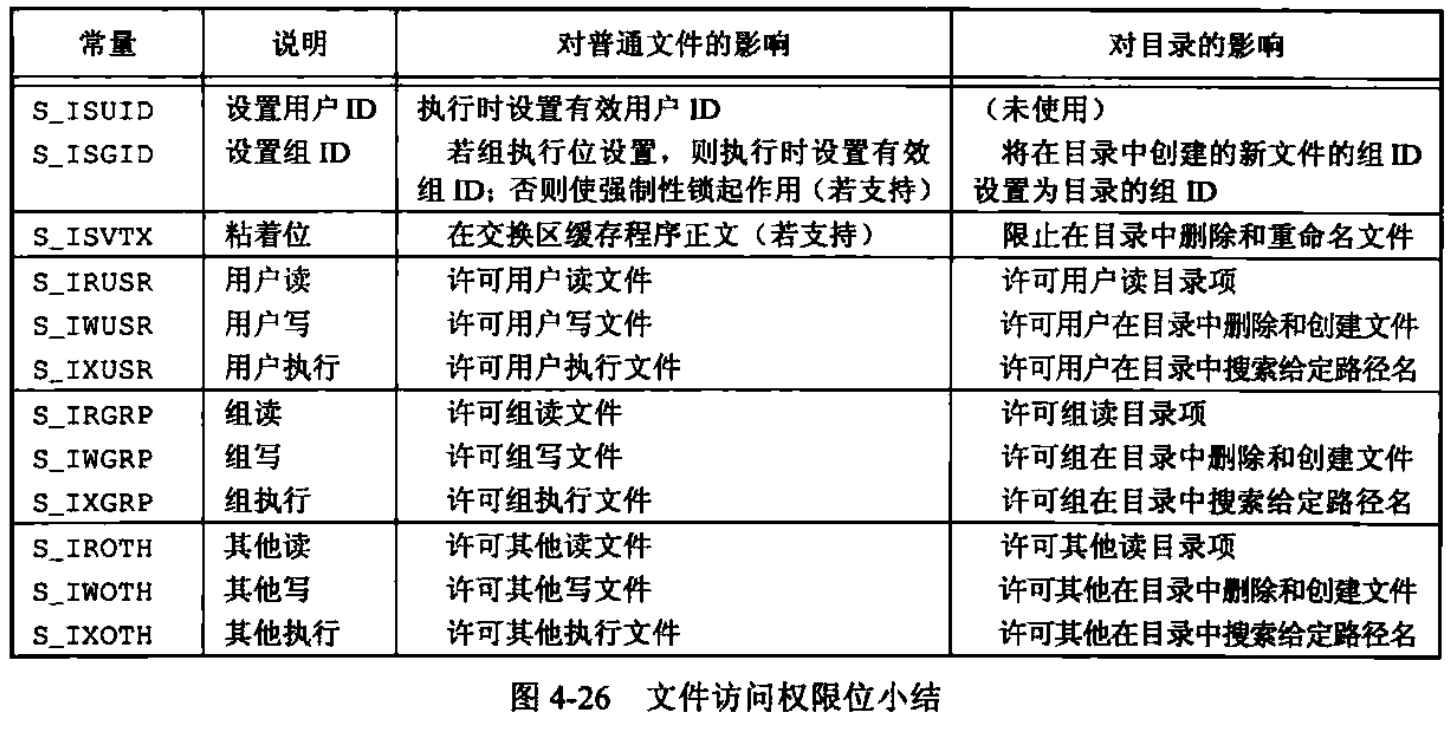 常量 说明 对普通文件的影响 对目录的影响
S_ISUID 设置用户 ID 执行时设置有效用户 ID （未使用）
S_ISGID 设置组 ID 若组执行位设置，则执行时设置有效 将在目录中创建的新文件的组 ID
组 ID；否则使强制性锁起作用（若支持） 设置为目录的组 ID
S_ISVTX 粘着位 在交换区缓存程序正文（若支持） 限止在目录中删除和重命名文件
S_IRUSR 用户读 许可用户读文件 许可用户读目录项
S_IWUSR 用户写 许可用户写文件 许可用户在目录中删除和创建文件
S_IXUSR 用户执行 许可用户执行文件 许可用户在目录中搜索给定路径名
S_IRGRP 组读 许可组读文件 许可组读目录项
S_IWGRP 组写 许可组写文件 许可组在目录中删除和创建文件
S_IXGRP 组执行 许可组执行文件 许可组在目录中搜索给定路径名
S_IROTH 其他读 许可其他读文件 许可其他读目录项
S_IWOTH 其他写 许可其他写文件 许可其他在目录中删除和创建文件
S_IXOTH 其他执行 许可其他执行文件 许可其他在目录中搜索给定路径名
图 4-26 文件访问权限位小结